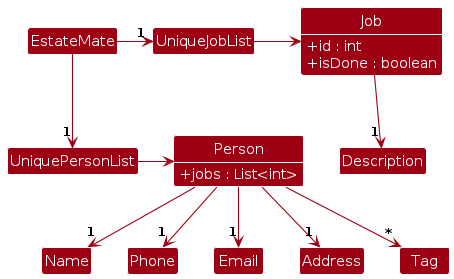 Job
EstateMate
1
UniqueJobList
+id : int
+isDone : boolean
1
1
Person
UniquePersonList
Description
+jobs : List<int>
1
1
1
1
*
Name
Phone
Email
Address
Tag